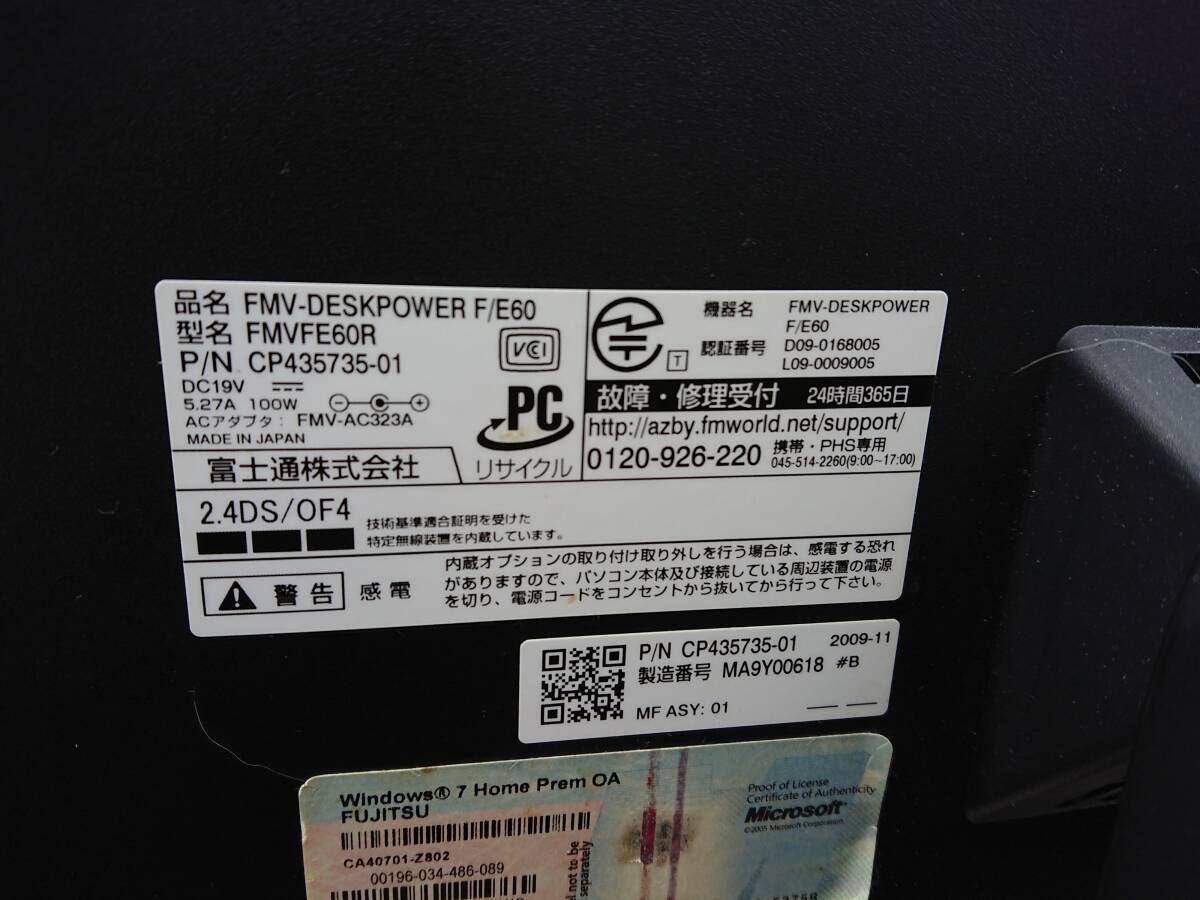 品名 FMV-DESKPOWER F/E60
型名 FMVFE60R
P/N CP435735-01
DC19V
5.27A 100W
ACアダプタ: FMV-AC323A
MADE IN JAPAN
富士通株式会社
VCCI
PC
リサイクル
T
機器名 FMV-DESKPOWER
F/E60
認証番号 D09-0168005
L09-0009005
故障・修理受付 24時間365日
http://azby.fmworld.net/support/
0120-926-220 携帯・PHS専用
045-514-2260(9:00~17:00)
2.4DS/OF4
技術基準適合証明を受けた
特定無線装置を内蔵しています。
警告 感電
内蔵オプションの取り付け取り外しを行う場合は、感電する恐れ
がありますので、パソコン本体及び接続している周辺装置の電源
を切り、電源コードをコンセントから抜いてから行って下さい。
P/N CP435735-01 2009-11
製造番号 MA9Y00618 #B
MF ASY: 01
Windows® 7 Home Prem OA
FUJITSU
CA40701-Z802
00196-034-486-089
not to be
separately
Proof of License
Certificate of Authenticity
Microsoft
©2005 Microsoft Corporation